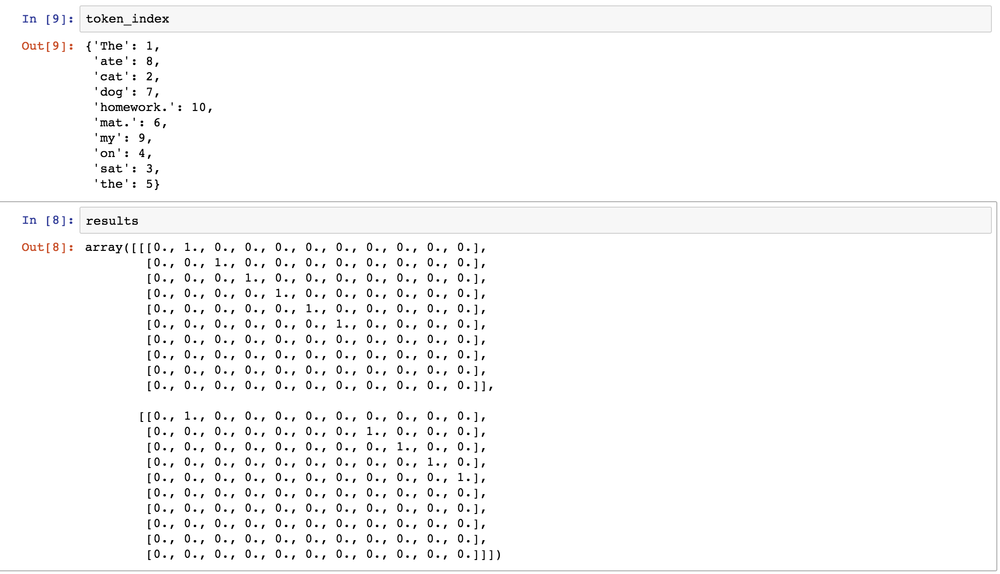 In [9]: token_index
Out[9]: {'The': 1,
 'ate': 8,
 'cat': 2,
 'dog': 7,
 'homework.': 10,
 'mat.': 6,
 'my': 9,
 'on': 4,
 'sat': 3,
 'the': 5}
In [8]: results
Out[8]: array([[[0., 1., 0., 0., 0., 0., 0., 0., 0., 0., 0.],
        [0., 0., 1., 0., 0., 0., 0., 0., 0., 0., 0.],
        [0., 0., 0., 1., 0., 0., 0., 0., 0., 0., 0.],
        [0., 0., 0., 0., 1., 0., 0., 0., 0., 0., 0.],
        [0., 0., 0., 0., 0., 1., 0., 0., 0., 0., 0.],
        [0., 0., 0., 0., 0., 0., 1., 0., 0., 0., 0.],
        [0., 0., 0., 0., 0., 0., 0., 0., 0., 0., 0.],
        [0., 0., 0., 0., 0., 0., 0., 0., 0., 0., 0.],
        [0., 0., 0., 0., 0., 0., 0., 0., 0., 0., 0.],
        [0., 0., 0., 0., 0., 0., 0., 0., 0., 0., 0.]],

       [[0., 1., 0., 0., 0., 0., 0., 0., 0., 0., 0.],
        [0., 0., 0., 0., 0., 0., 0., 1., 0., 0., 0.],
        [0., 0., 0., 0., 0., 0., 0., 0., 1., 0., 0.],
        [0., 0., 0., 0., 0., 0., 0., 0., 0., 1., 0.],
        [0., 0., 0., 0., 0., 0., 0., 0., 0., 0., 1.],
        [0., 0., 0., 0., 0., 0., 0., 0., 0., 0., 0.],
        [0., 0., 0., 0., 0., 0., 0., 0., 0., 0., 0.],
        [0., 0., 0., 0., 0., 0., 0., 0., 0., 0., 0.],
        [0., 0., 0., 0., 0., 0., 0., 0., 0., 0., 0.],
        [0., 0., 0., 0., 0., 0., 0., 0., 0., 0., 0.]]])